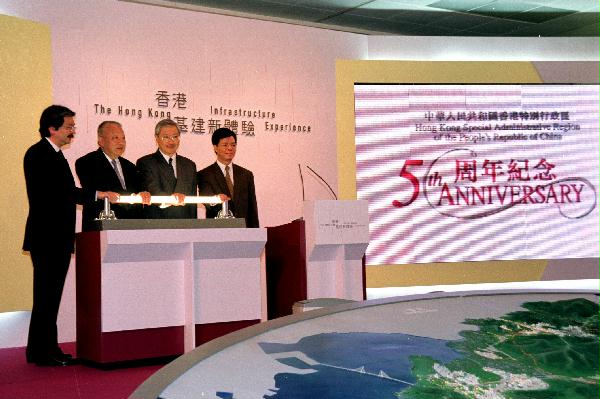 香港
The Hong Kong Infrastructure
基建新體驗
Experience
中華人民共和國香港特別行政區
Hong Kong Special Administrative Region
of the People's Republic of China
5th 周年紀念
ANNIVERSARY